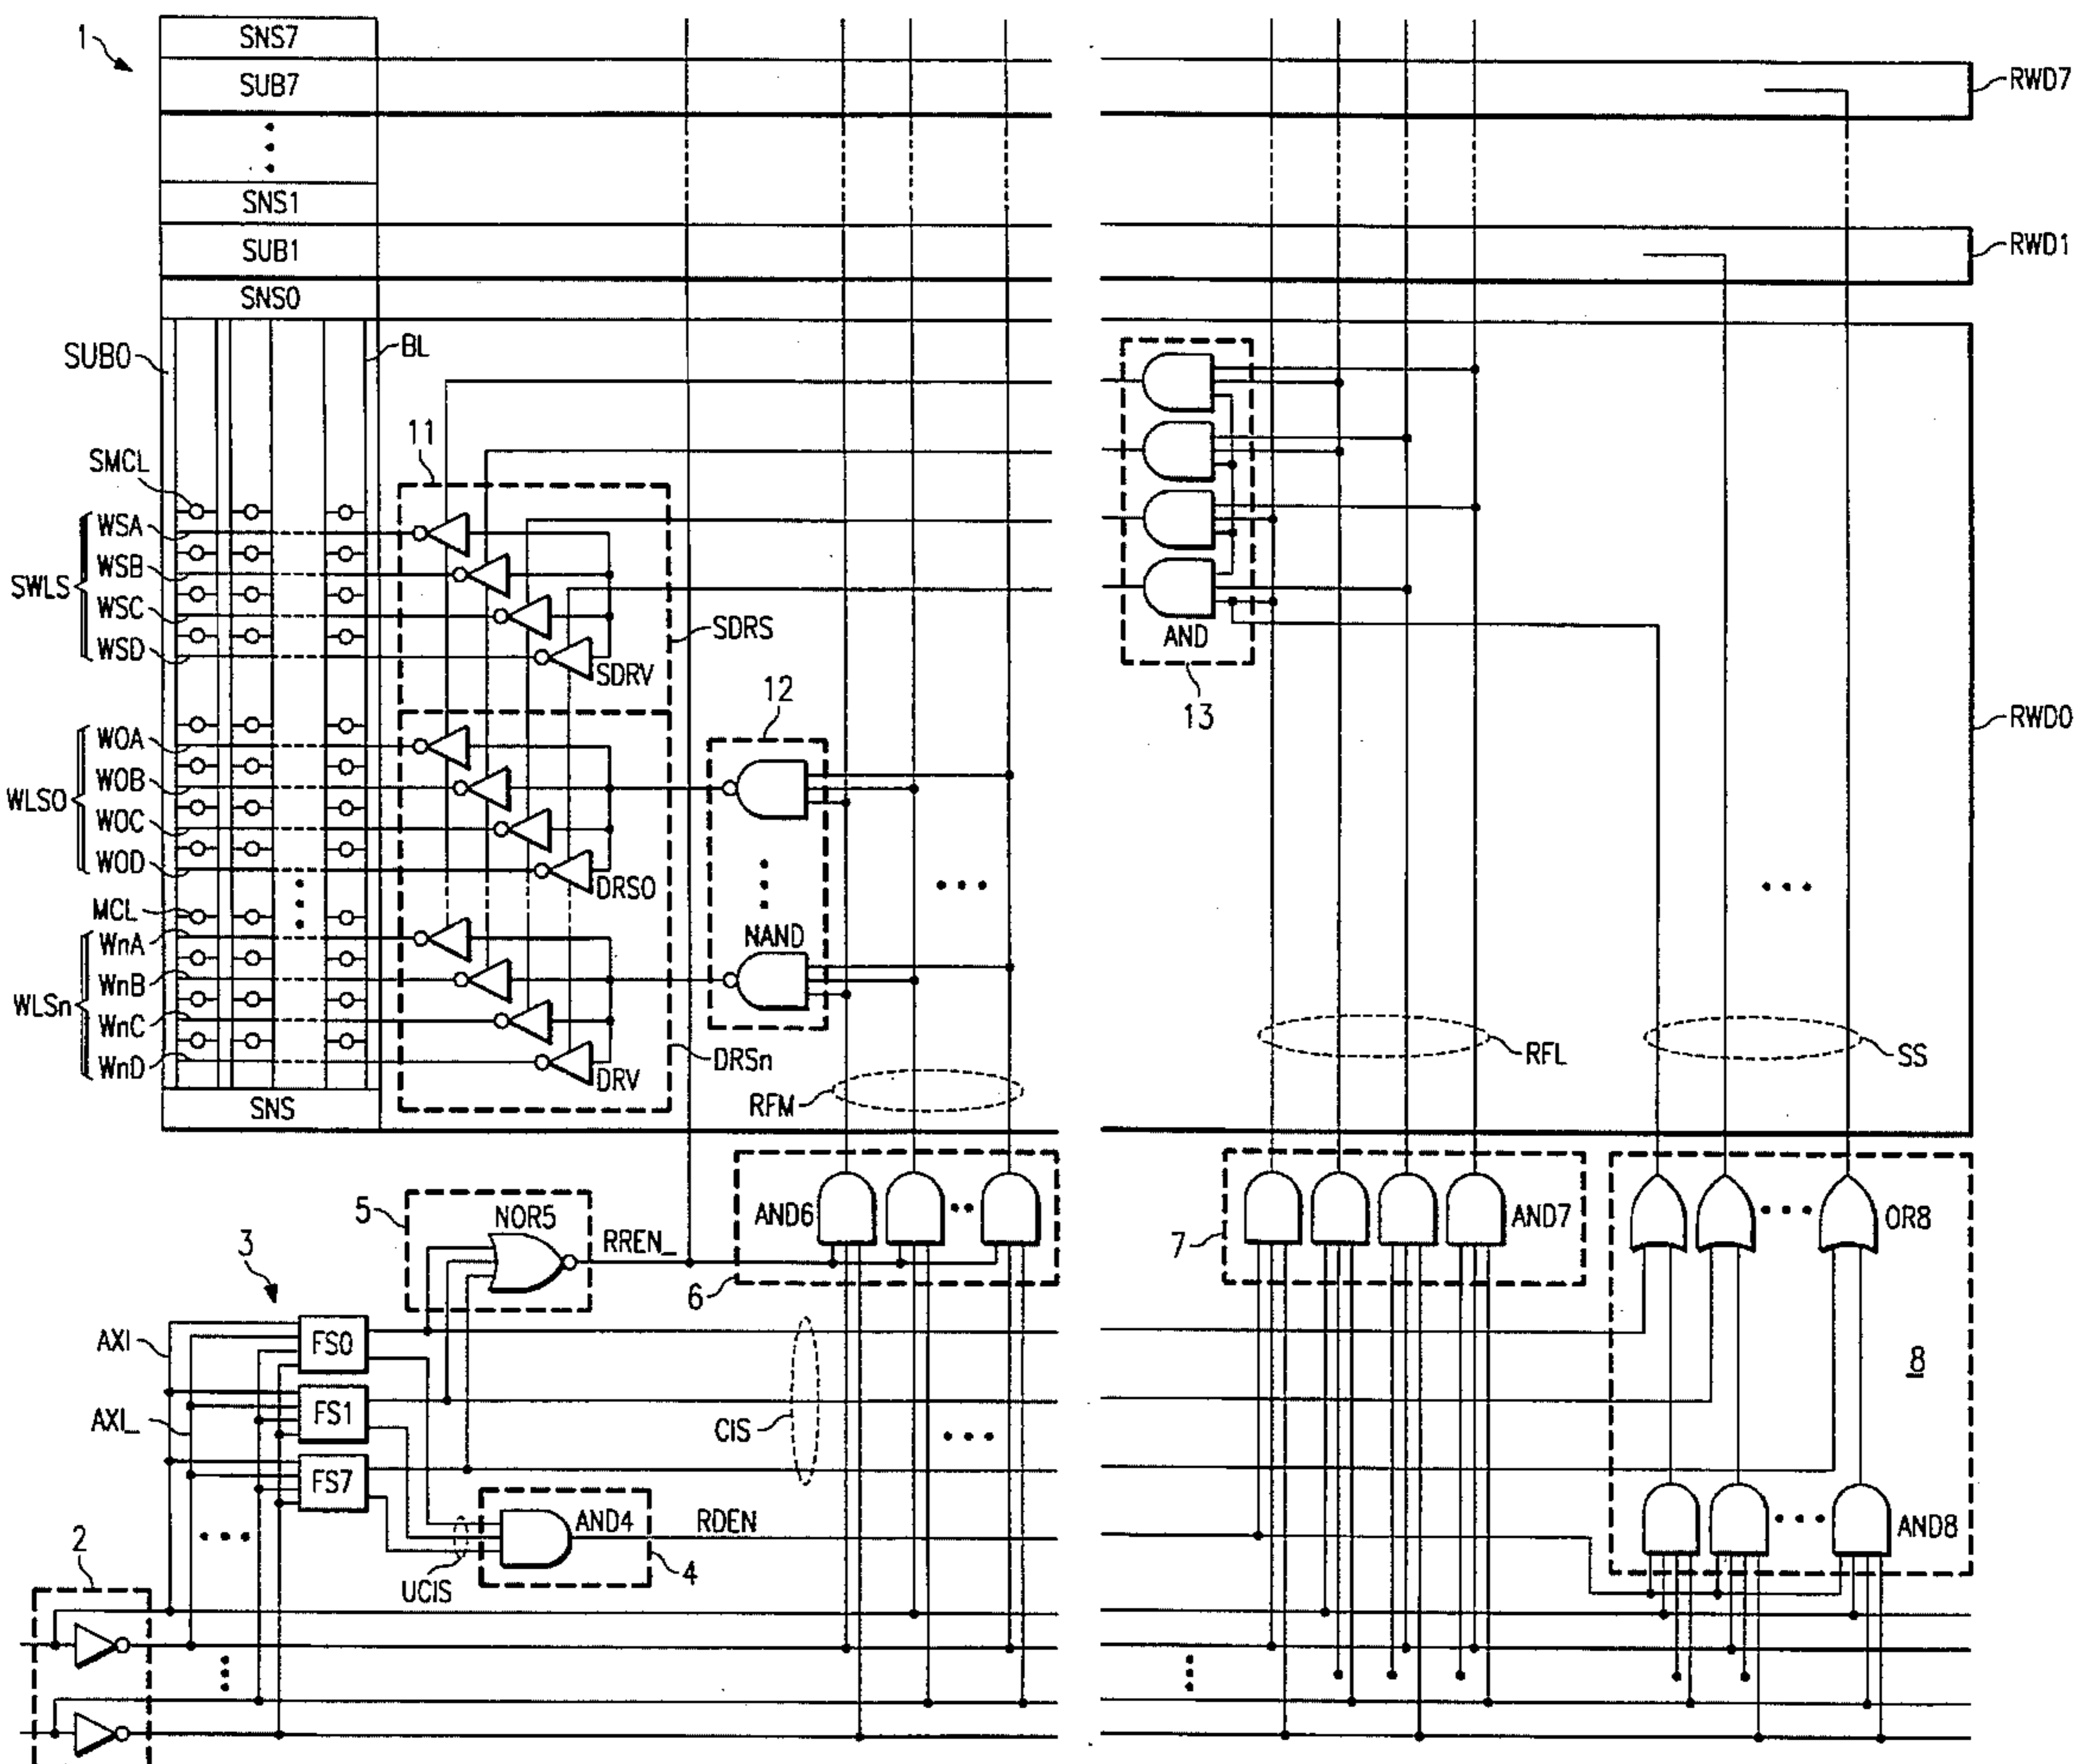 1
SNS7
SUB7
RWD7
SNS1
SUB1
RWD1
SNS0
SUB0
BL
11
SMCL
WSA
WSB
SWLS
WSC
WSD
SDRS
SDRV
AND
13
12
RWD0
WOA
WOB
WLS0
WOC
WOD
DRS0
MCL
NAND
WnA
WnB
WLSn
WnC
WnD
DRSn
DRV
RFM
RFL
SS
SNS
5
NOR5
RREN_
AND6
6
7
AND7
OR8
3
AXI
FS0
8
FS1
AXI_
CIS
FS7
AND4
RDEN
AND8
2
UCIS
4